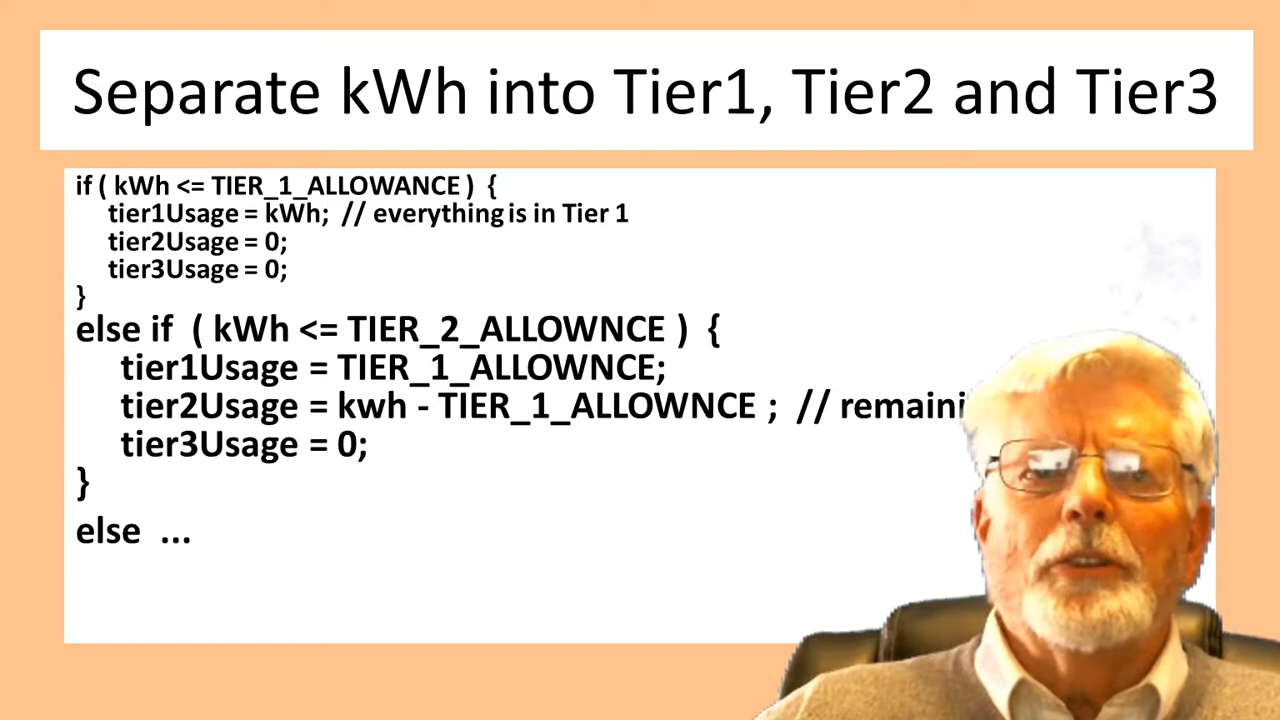 Separate kWh into Tier1, Tier2 and Tier3
if ( kWh <= TIER_1_ALLOWANCE ) {
tier1Usage = kWh; // everything is in Tier 1
tier2Usage = 0;
tier3Usage = 0;
}
else if ( kWh <= TIER_2_ALLOWNCE ) {
tier1Usage = TIER_1_ALLOWNCE;
tier2Usage = kwh - TIER_1_ALLOWNCE ; // remaini
tier3Usage = 0;
}
else ...